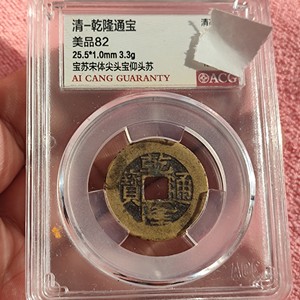 清-乾隆通宝
美品82
25.5*1.0mm 3.3g
宝苏宋体尖头宝仰头苏
AI CANG GUARANTY
ACG
乾隆通寶
ACG